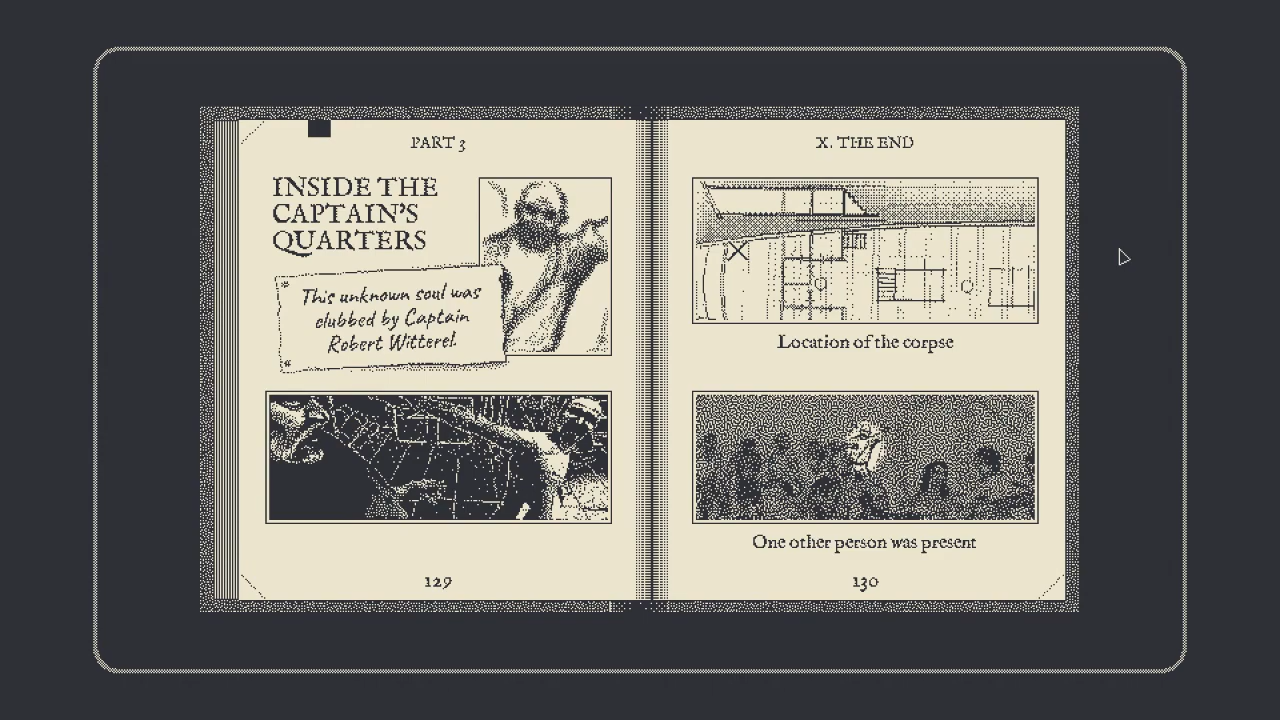 PART 3
INSIDE THE
CAPTAIN'S
QUARTERS
This unknown soul was
clubbed by Captain
Robert Witterel.
129
X. THE END
Location of the corpse
One other person was present
130